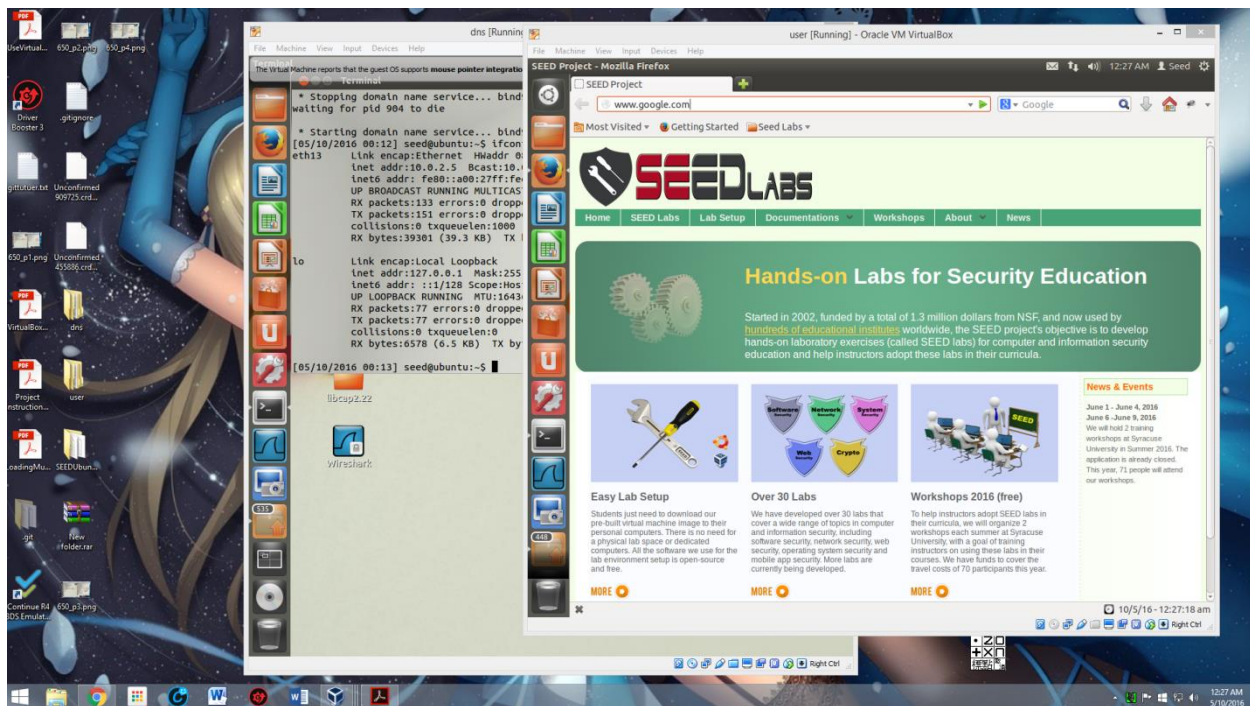 UseVirtual...
650_p2.png
650_p4.png
Driver
Booster 3
.gitignore
gittutuer.txt
Unconfirmed
909725.crd...
650_p1.png
Unconfirmed
455886.crd...
VirtualBox...
dns
Project
nstruction...
user
oadingMu...
SEEDUbun...
.git
New
folder.rar
Continue R4
3DS Emulat...
650_p3.png
dns [Running
File Machine View Input Devices Help
The Virtual Machine reports that the guest OS supports mouse pointer integratio
Terminal
* Stopping domain name service... bind
waiting for pid 904 to die
* Starting domain name service... bind
[05/10/2016 00:12] seed@ubuntu:~$ ifcon
eth13 Link encap:Ethernet HWaddr 0
inet addr:10.0.2.5 Bcast:10.
inet6 addr: fe80::a00:27ff:fe
UP BROADCAST RUNNING MULTICAS
RX packets:133 errors:0 droppe
TX packets:151 errors:0 droppe
collisions:0 txqueuelen:1000
RX bytes:39301 (39.3 KB) TX
lo Link encap:Local Loopback
inet addr:127.0.0.1 Mask:255
inet6 addr: ::1/128 Scope:Hos
UP LOOPBACK RUNNING MTU:1643
RX packets:77 errors:0 dropped
TX packets:77 errors:0 dropped
collisions:0 txqueuelen:0
RX bytes:6578 (6.5 KB) TX by
[05/10/2016 00:13] seed@ubuntu:~$
libcap2.22
Wireshark
535
Right Ctrl
user [Running] - Oracle VM VirtualBox
File Machine View Input Devices Help
SEED Project - Mozilla Firefox
12:27 AM Seed
SEED Project
www.google.com
Google
Most Visited
Getting Started
Seed Labs
SEEDLABS
Home SEED Labs Lab Setup Documentations Workshops About News
Hands-on Labs for Security Education
Started in 2002, funded by a total of 1.3 million dollars from NSF, and now used by
hundreds of educational institutes worldwide, the SEED project's objective is to develop
hands-on laboratory exercises (called SEED labs) for computer and information security
education and help instructors adopt these labs in their curricula.
Software Security
Network Security
System Security
Web Security
Crypto
SEED
Easy Lab Setup
Students just need to download our
pre-built virtual machine image to their
personal computers. There is no need for
a physical lab space or dedicated
computers. All the software we use for the
lab environment setup is open-source
and free.
MORE
Over 30 Labs
We have developed over 30 labs that
cover a wide range of topics in computer
and information security, including
software security, network security, web
security, operating system security and
mobile app security. More labs are
currently being developed.
MORE
Workshops 2016 (free)
To help instructors adopt SEED labs in
their curricula, we will organize 2
workshops each summer at Syracuse
University, with a goal of training
instructors on using these labs in their
courses. We have funds to cover the
travel costs of 70 participants this year.
MORE
News & Events
June 1 - June 4, 2016
June 6 -June 9, 2016
We will hold 2 training
workshops at Syracuse
University in Summer 2016. The
application is already closed.
This year, 71 people will attend
our workshops.
448
10/5/16 - 12:27:18 am
Right Ctrl
12:27 AM
5/10/2016